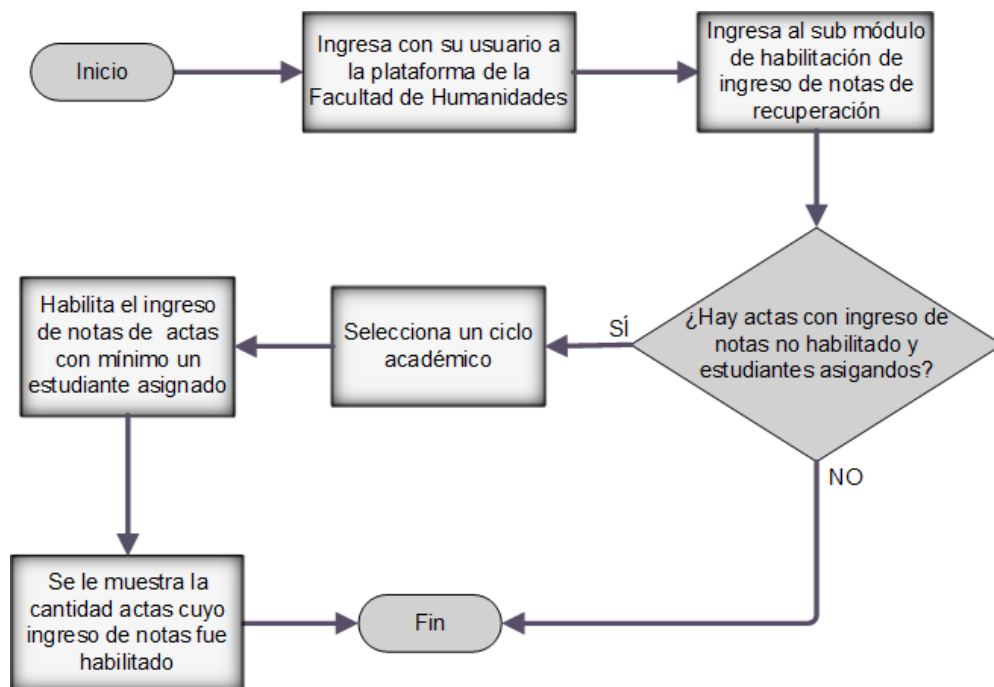 Inicio
Ingresa con su usuario a
la plataforma de la
Facultad de Humanidades
Ingresa al sub módulo
de habilitación de
ingreso de notas de
recuperación
¿Hay actas con ingreso de
notas no habilitado y
estudiantes asigandos?
SÍ
NO
Selecciona un ciclo
académico
Habilita el ingreso
de notas de actas
con mínimo un
estudiante asignado
Se le muestra la
cantidad actas cuyo
ingreso de notas fue
habilitado
Fin